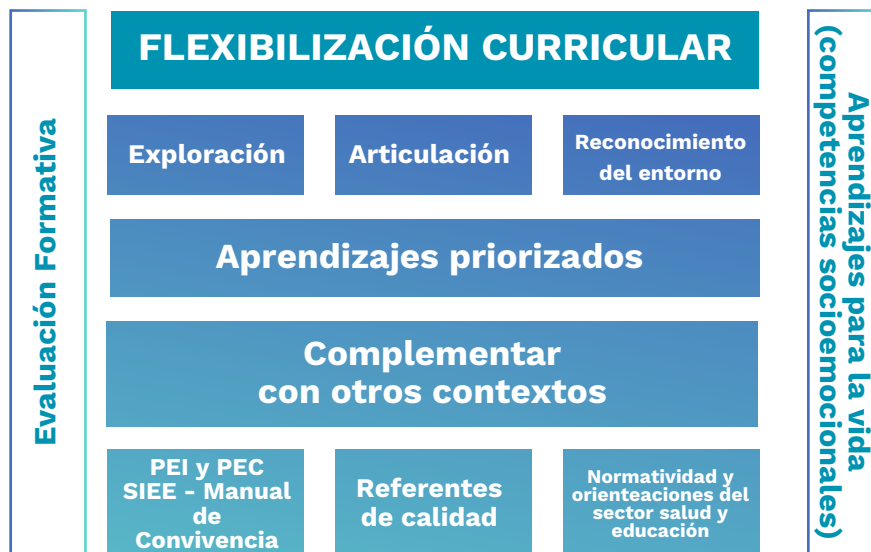 FLEXIBILIZACIÓN CURRICULAR
Evaluación Formativa
Exploración
Articulación
Reconocimiento
del entorno
Aprendizajes priorizados
Complementar
con otros contextos
PEI y PEC
SIEE - Manual
de
Convivencia
Referentes
de calidad
Normatividad y
orienteaciones del
sector salud y
educación
Aprendizajes para la vida
(competencias socioemocionales)